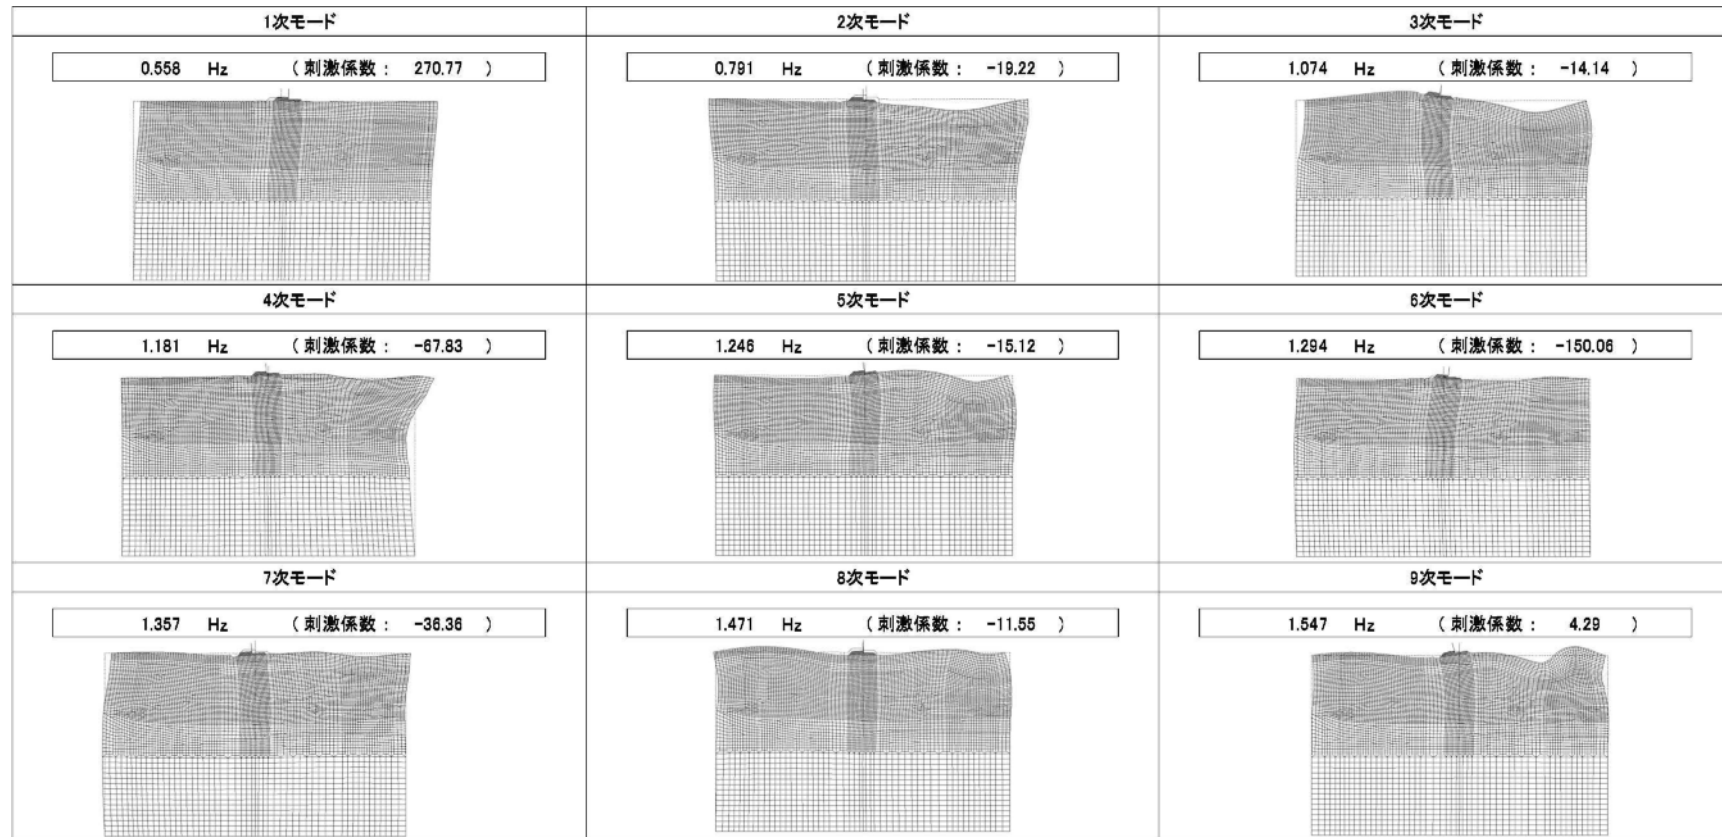 1次モード 2次モード 3次モード
0.558 Hz （刺激係数： 270.77 ） 0.791 Hz （刺激係数： -19.22 ） 1.074 Hz （刺激係数： -14.14 ）
4次モード 5次モード 6次モード
1.181 Hz （刺激係数： -67.83 ） 1.246 Hz （刺激係数： -15.12 ） 1.294 Hz （刺激係数： -150.06 ）
7次モード 8次モード 9次モード
1.357 Hz （刺激係数： -36.36 ） 1.471 Hz （刺激係数： -11.55 ） 1.547 Hz （刺激係数： 4.29 ）